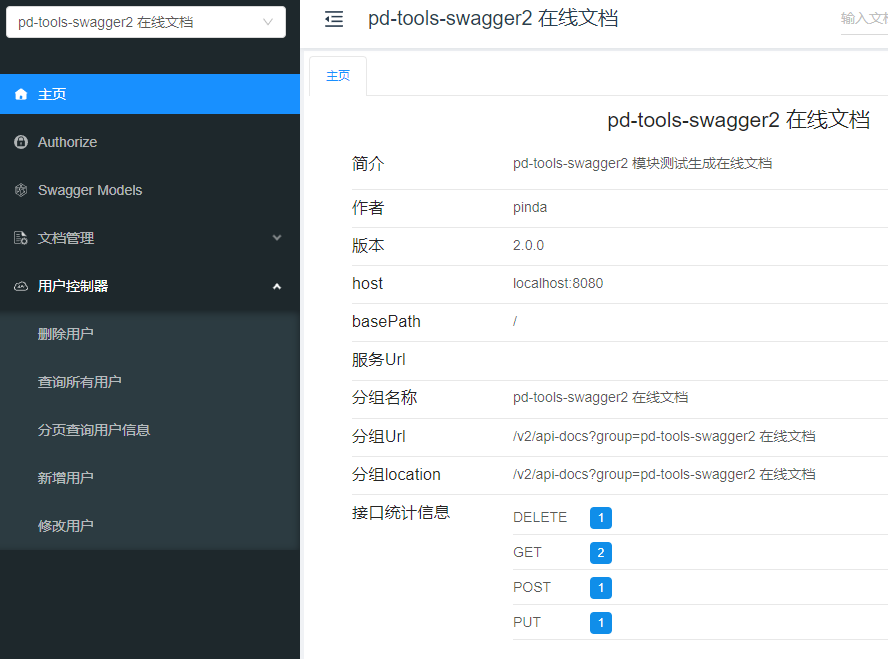 pd-tools-swagger2 在线文档
主页
Authorize
Swagger Models
文档管理
用户控制器
删除用户
查询所有用户
分页查询用户信息
新增用户
修改用户
pd-tools-swagger2 在线文档
输入文
主页
pd-tools-swagger2 在线文档
简介 pd-tools-swagger2 模块测试生成在线文档
作者 pinda
版本 2.0.0
host localhost:8080
basePath /
服务Url
分组名称 pd-tools-swagger2 在线文档
分组Url /v2/api-docs?group=pd-tools-swagger2 在线文档
分组location /v2/api-docs?group=pd-tools-swagger2 在线文档
接口统计信息 DELETE 1
GET 2
POST 1
PUT 1